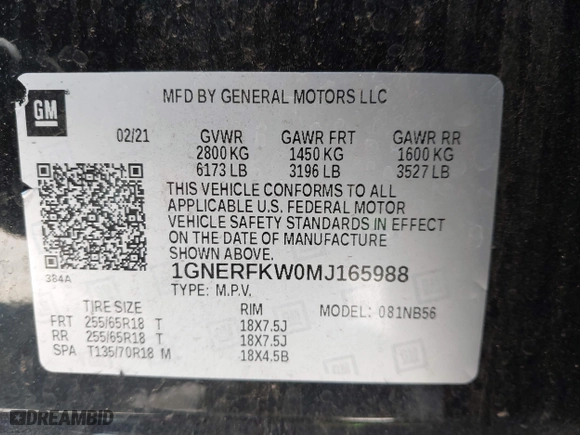 MFD BY GENERAL MOTORS LLC
GM
02/21 GVWR GAWR FRT GAWR RR
2800 KG 1450 KG 1600 KG
6173 LB 3196 LB 3527 LB
THIS VEHICLE CONFORMS TO ALL
APPLICABLE U.S. FEDERAL MOTOR
VEHICLE SAFETY STANDARDS IN EFFECT
ON THE DATE OF MANUFACTURE
SHOWN ABOVE.
384A
1GNERFKW0MJ165988
TYPE: M.P.V. MODEL: 081NB56
TIRE SIZE RIM
FRT 255/65R18 T 18X7.5J
RR 255/65R18 T 18X7.5J
SPA T135/70R18 M 18X4.5B
DREAMBID